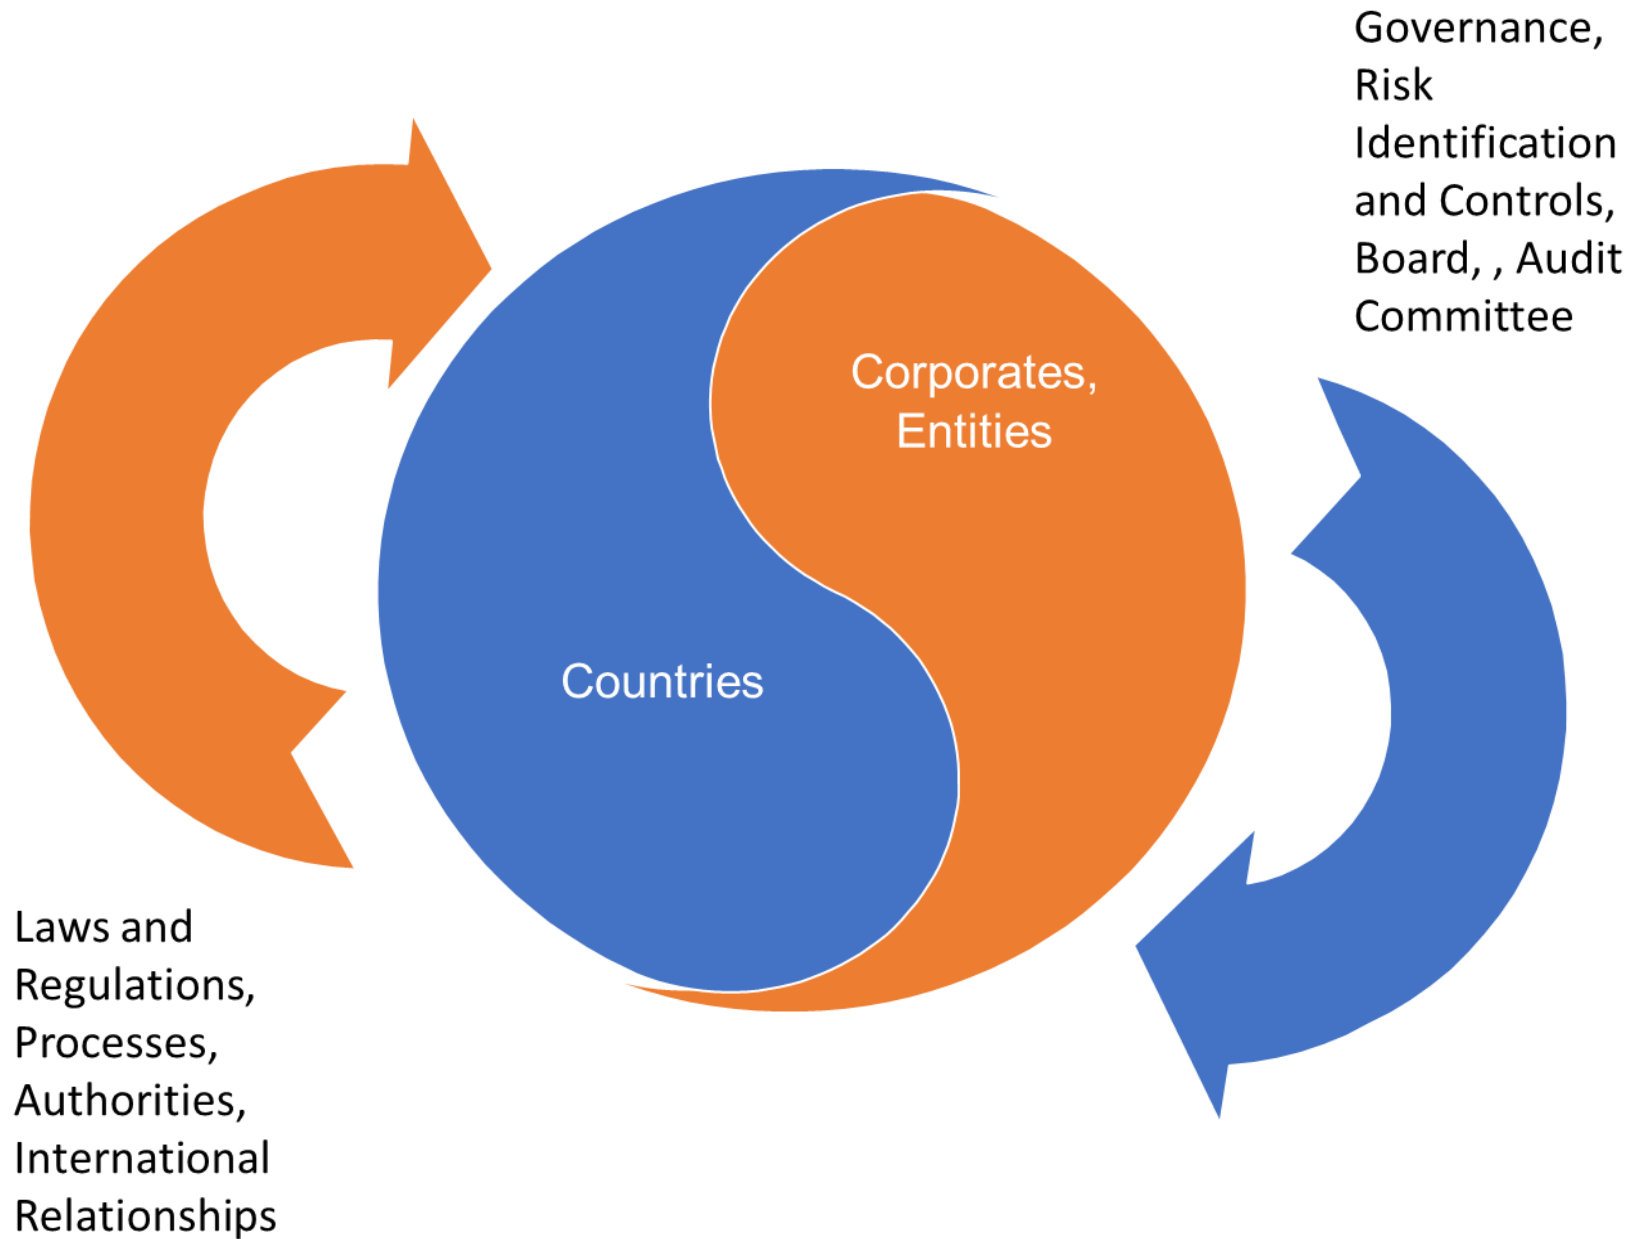 Governance,
Risk
Identification
and Controls,
Board, , Audit
Committee
Corporates,
Entities
Countries
Laws and
Regulations,
Processes,
Authorities,
International
Relationships